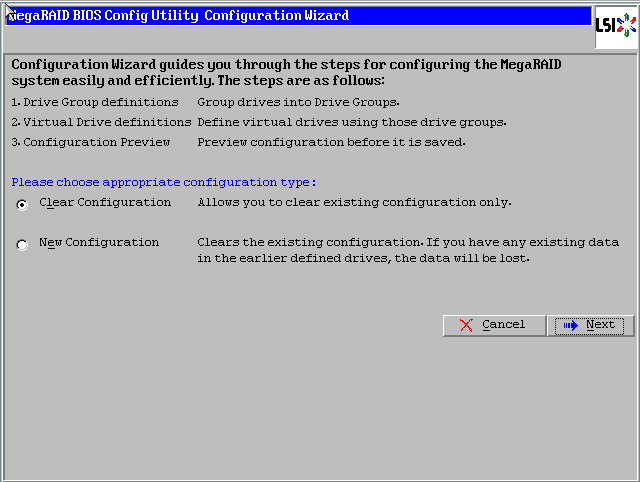 MegaRAID BIOS Config Utility Configuration Wizard
LSI
Configuration Wizard guides you through the steps for configuring the MegaRAID
system easily and efficiently. The steps are as follows:
1. Drive Group definitions Group drives into Drive Groups.
2. Virtual Drive definitions Define virtual drives using those drive groups.
3. Configuration Preview Preview configuration before it is saved.
Please choose appropriate configuration type:
Clear Configuration Allows you to clear existing configuration only.
New Configuration Clears the existing configuration. If you have any existing data
in the earlier defined drives, the data will be lost.
Cancel Next